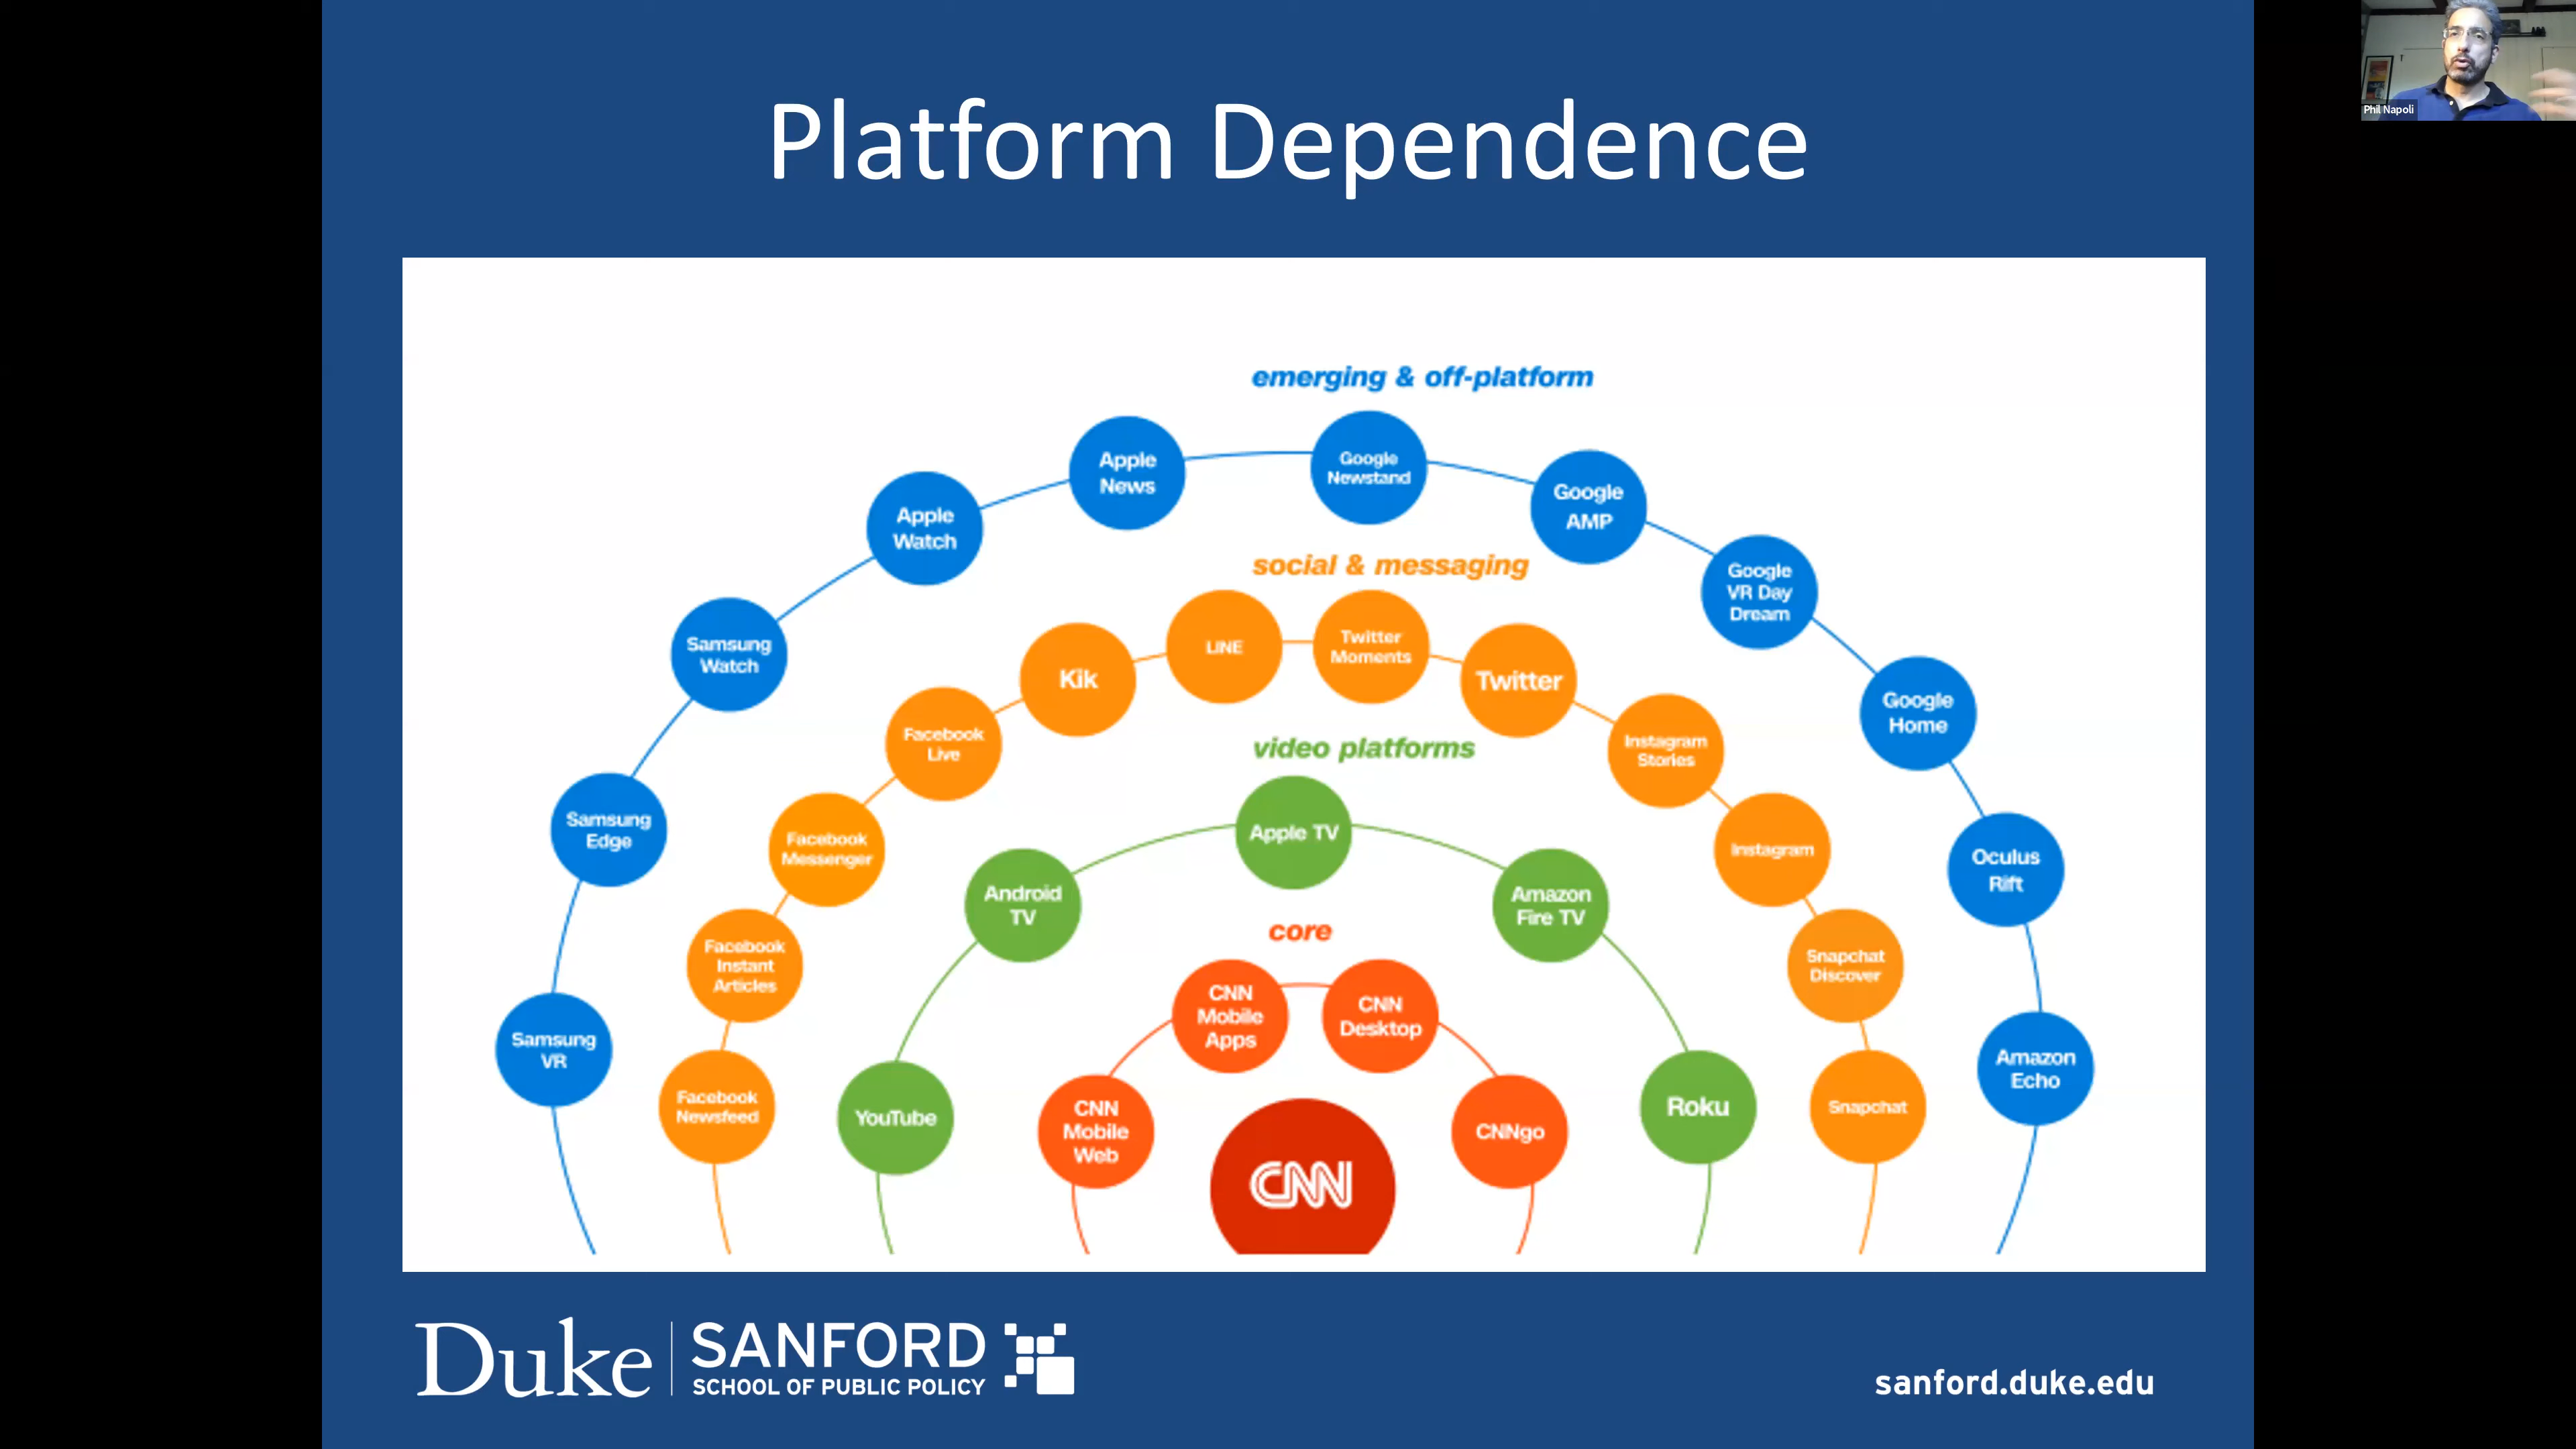 Platform Dependence
Phil Napoli
emerging & off-platform
Apple
News
Google
Newstand
Google
AMP
Apple
Watch
Google
VR Day
Dream
Samsung
Watch
Google
Home
Samsung
Edge
Oculus
Rift
Samsung
VR
Amazon
Echo
social & messaging
LINE
Twitter
Moments
Kik
Twitter
Facebook
Live
Instagram
Stories
Facebook
Messenger
Instagram
Facebook
Instant
Articles
Snapchat
Discover
Facebook
Newsfeed
Snapchat
video platforms
Apple TV
Android
TV
Amazon
Fire TV
YouTube
Roku
core
CNN
Mobile
Apps
CNN
Desktop
CNN
Mobile
Web
CNNgo
CNN
Duke
SANFORD
SCHOOL OF PUBLIC POLICY
sanford.duke.edu